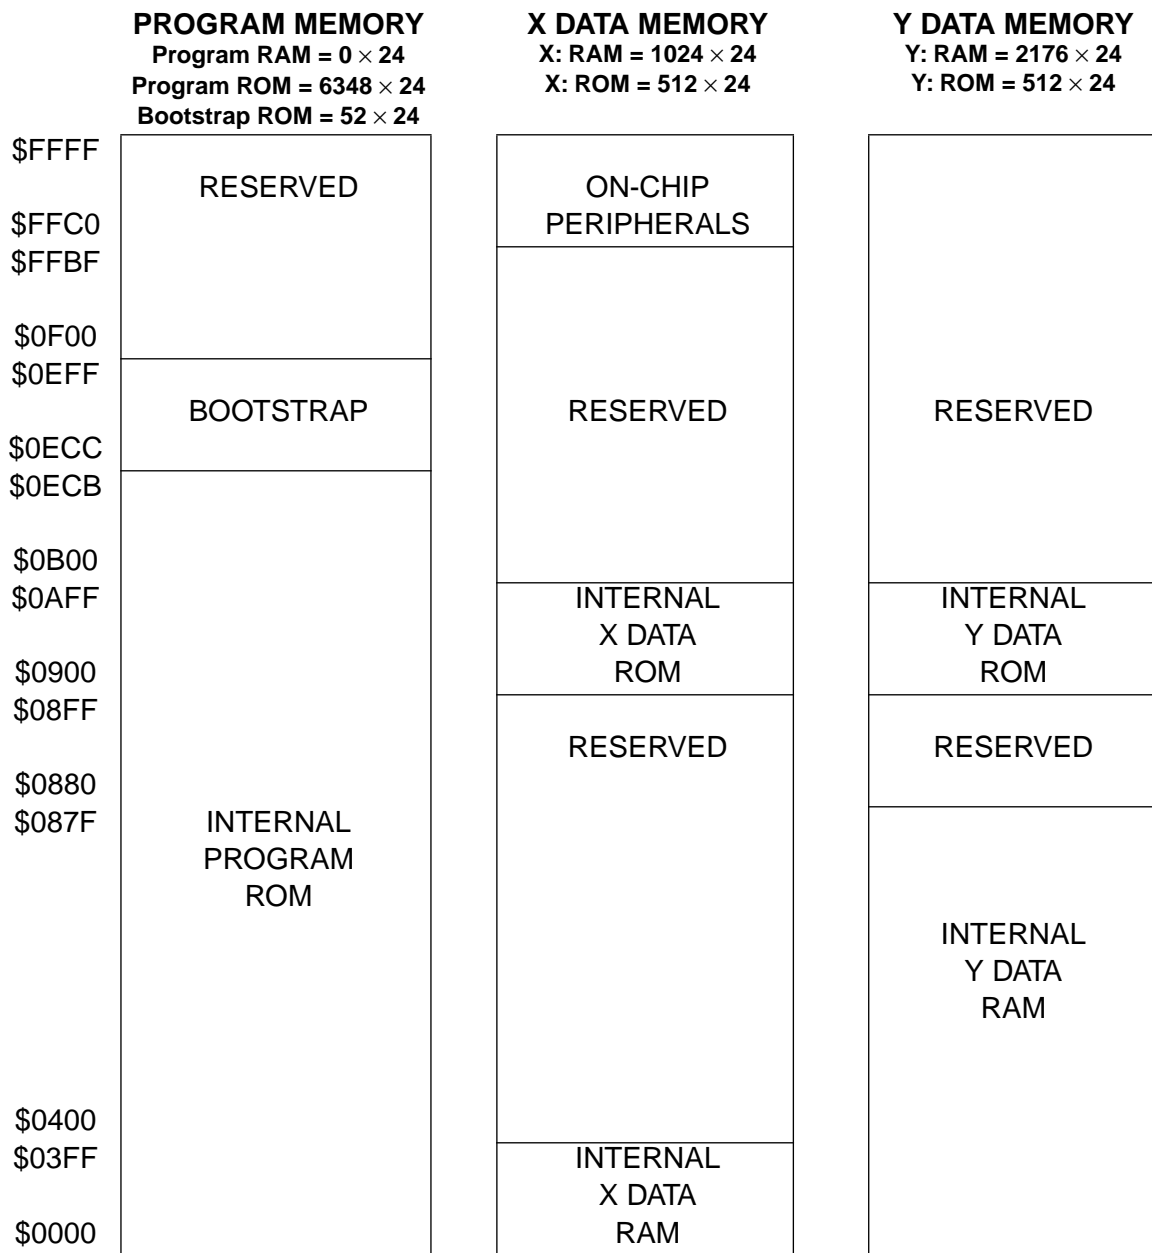 PROGRAM MEMORY
Program RAM = 0 × 24
Program ROM = 6348 × 24
Bootstrap ROM = 52 × 24
X DATA MEMORY
X: RAM = 1024 × 24
X: ROM = 512 × 24
Y DATA MEMORY
Y: RAM = 2176 × 24
Y: ROM = 512 × 24
$FFFF
$FFC0
$FFBF
$0F00
$0EFF
$0ECC
$0ECB
$0B00
$0AFF
$0900
$08FF
$0880
$087F
$0400
$03FF
$0000
RESERVED
BOOTSTRAP
INTERNAL
PROGRAM
ROM
ON-CHIP
PERIPHERALS
RESERVED
INTERNAL
X DATA
ROM
RESERVED
INTERNAL
X DATA
RAM
RESERVED
INTERNAL
Y DATA
ROM
RESERVED
INTERNAL
Y DATA
RAM